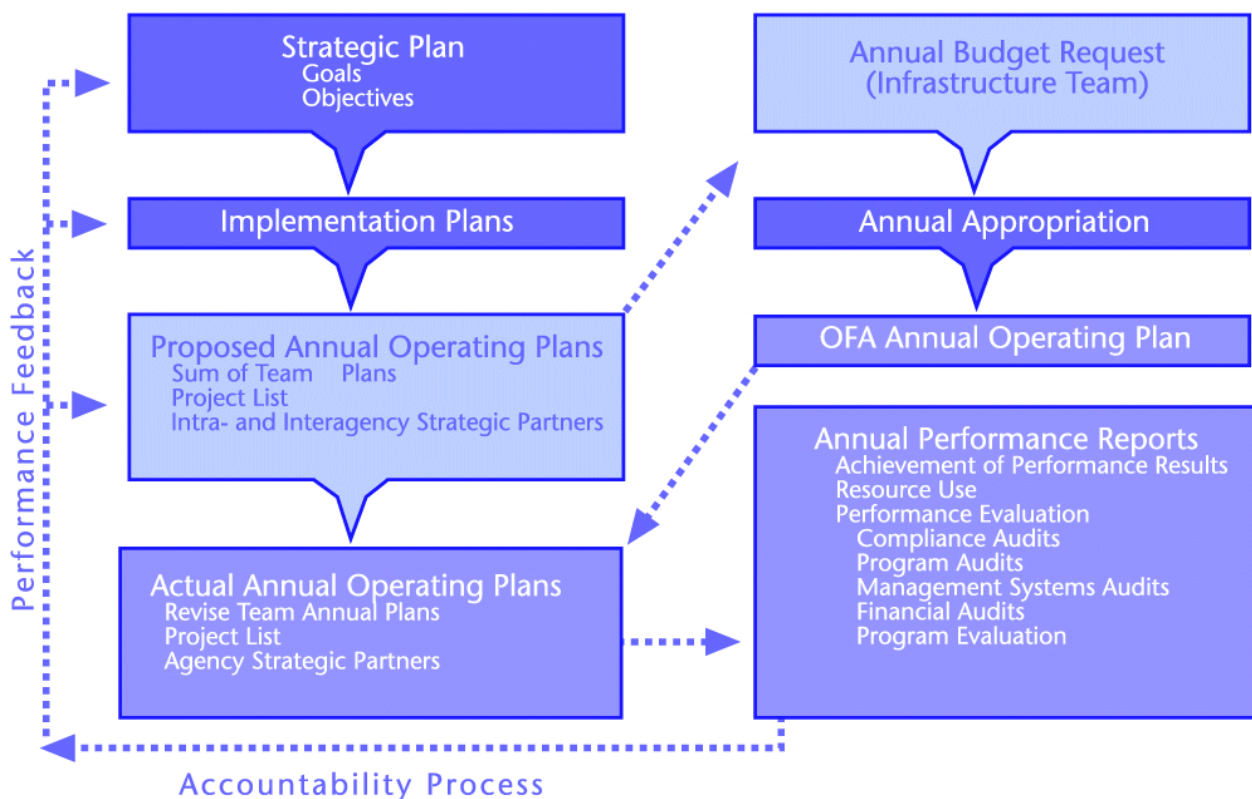 Strategic Plan
Goals
Objectives
Implementation Plans
Proposed Annual Operating Plans
Sum of Team Plans
Project List
Intra- and Interagency Strategic Partners
Actual Annual Operating Plans
Revise Team Annual Plans
Project List
Agency Strategic Partners
Annual Budget Request
(Infrastructure Team)
Annual Appropriation
OFA Annual Operating Plan
Annual Performance Reports
Achievement of Performance Results
Resource Use
Performance Evaluation
Compliance Audits
Program Audits
Management Systems Audits
Financial Audits
Program Evaluation
Performance Feedback
Accountability Process